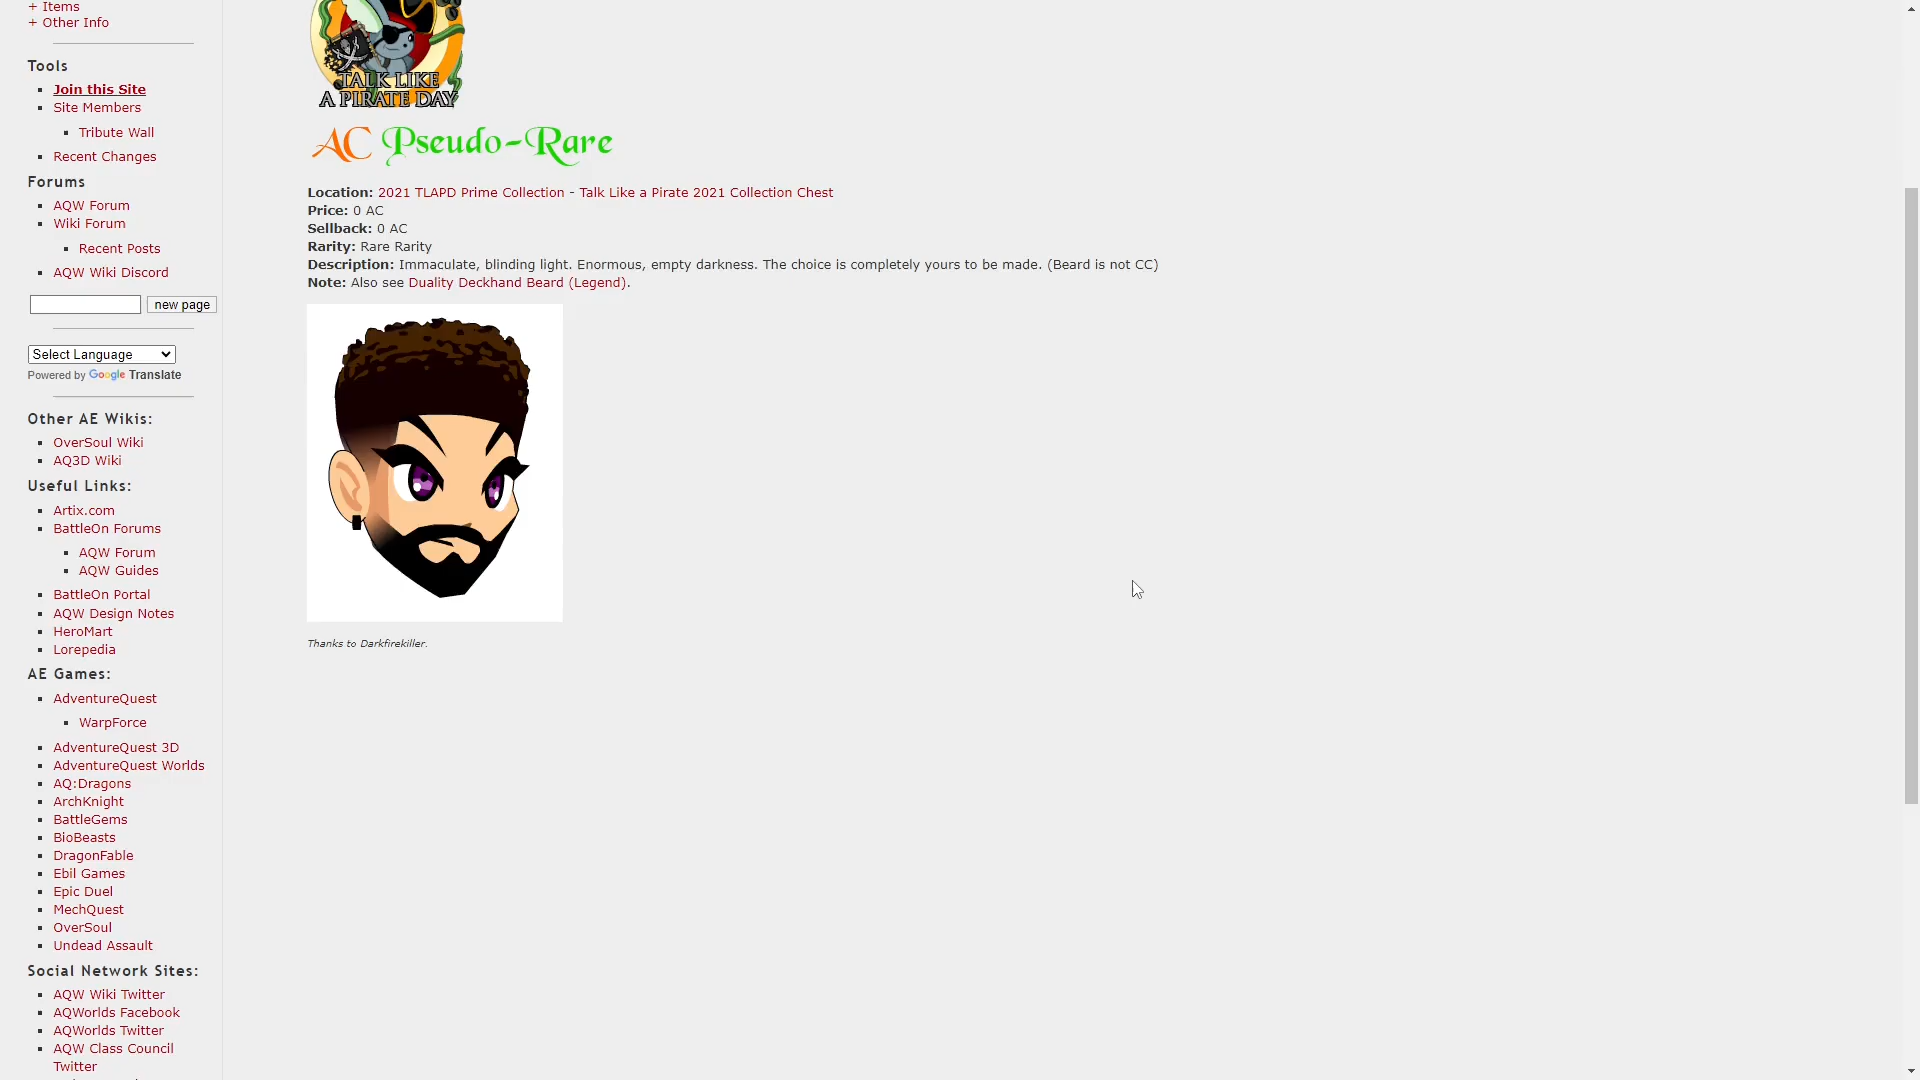 + Items
+ Other Info
Tools
Join this Site
Site Members
Tribute Wall
Recent Changes
Forums
AQW Forum
Wiki Forum
Recent Posts
AQW Wiki Discord
new page
Select Language
Powered by Google Translate
Other AE Wikis:
OverSoul Wiki
AQ3D Wiki
Useful Links:
Artix.com
BattleOn Forums
AQW Forum
AQW Guides
BattleOn Portal
AQW Design Notes
HeroMart
Lorepedia
AE Games:
AdventureQuest
WarpForce
AdventureQuest 3D
AdventureQuest Worlds
AQ:Dragons
ArchKnight
BattleGems
BioBeasts
DragonFable
Ebil Games
Epic Duel
MechQuest
OverSoul
Undead Assault
Social Network Sites:
AQW Wiki Twitter
AQWorlds Facebook
AQWorlds Twitter
AQW Class Council
Twitter
TALK LIKE
A PIRATE DAY
AC Pseudo-Rare
Location: 2021 TLAPD Prime Collection - Talk Like a Pirate 2021 Collection Chest
Price: 0 AC
Sellback: 0 AC
Rarity: Rare Rarity
Description: Immaculate, blinding light. Enormous, empty darkness. The choice is completely yours to be made. (Beard is not CC)
Note: Also see Duality Deckhand Beard (Legend).
Thanks to Darkfirekiller.